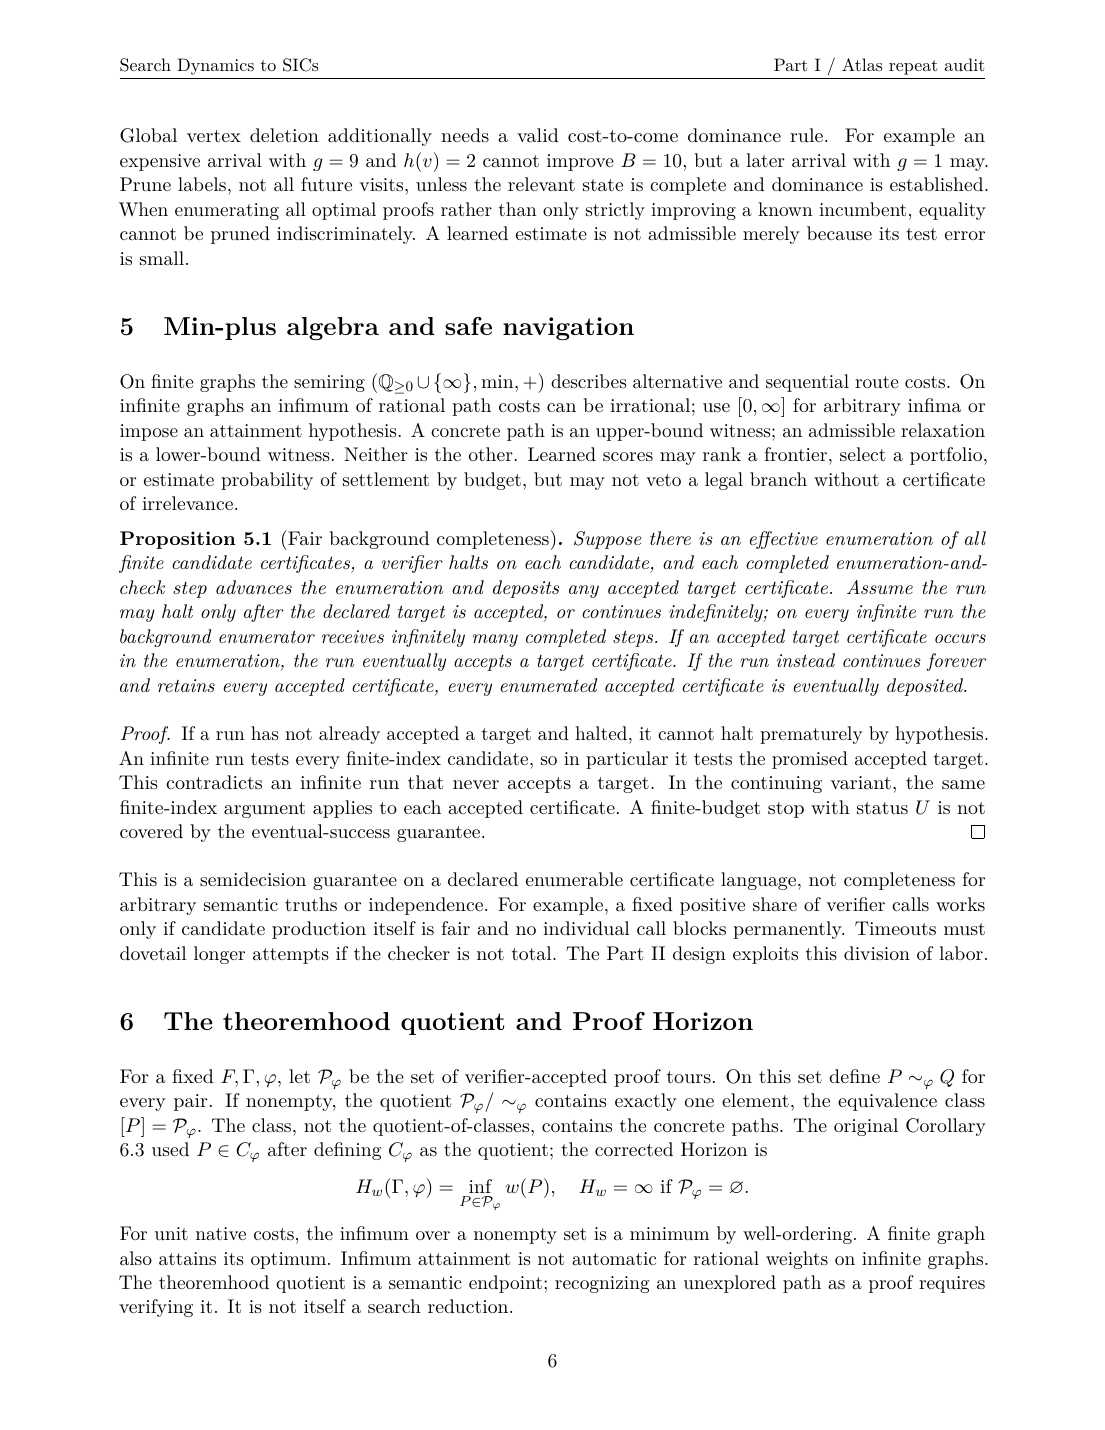 Search Dynamics to SICs Part I / Atlas repeat audit
Global vertex deletion additionally needs a valid cost-to-come dominance rule. For example an
expensive arrival with g = 9 and h(v) = 2 cannot improve B = 10, but a later arrival with g = 1 may.
Prune labels, not all future visits, unless the relevant state is complete and dominance is established.
When enumerating all optimal proofs rather than only strictly improving a known incumbent, equality
cannot be pruned indiscriminately. A learned estimate is not admissible merely because its test error
is small.
5 Min-plus algebra and safe navigation
On finite graphs the semiring (ℚ≥0 ∪ {∞}, min, +) describes alternative and sequential route costs. On
infinite graphs an infimum of rational path costs can be irrational; use [0, ∞] for arbitrary infima or
impose an attainment hypothesis. A concrete path is an upper-bound witness; an admissible relaxation
is a lower-bound witness. Neither is the other. Learned scores may rank a frontier, select a portfolio,
or estimate probability of settlement by budget, but may not veto a legal branch without a certificate
of irrelevance.
Proposition 5.1 (Fair background completeness). Suppose there is an effective enumeration of all
finite candidate certificates, a verifier halts on each candidate, and each completed enumeration-and-
check step advances the enumeration and deposits any accepted target certificate. Assume the run
may halt only after the declared target is accepted, or continues indefinitely; on every infinite run the
background enumerator receives infinitely many completed steps. If an accepted target certificate occurs
in the enumeration, the run eventually accepts a target certificate. If the run instead continues forever
and retains every accepted certificate, every enumerated accepted certificate is eventually deposited.
Proof. If a run has not already accepted a target and halted, it cannot halt prematurely by hypothesis.
An infinite run tests every finite-index candidate, so in particular it tests the promised accepted target.
This contradicts an infinite run that never accepts a target. In the continuing variant, the same
finite-index argument applies to each accepted certificate. A finite-budget stop with status U is not
covered by the eventual-success guarantee. □
This is a semidecision guarantee on a declared enumerable certificate language, not completeness for
arbitrary semantic truths or independence. For example, a fixed positive share of verifier calls works
only if candidate production itself is fair and no individual call blocks permanently. Timeouts must
dovetail longer attempts if the checker is not total. The Part II design exploits this division of labor.
6 The theoremhood quotient and Proof Horizon
For a fixed F, Γ, φ, let 𝒫φ be the set of verifier-accepted proof tours. On this set define P ∼φ Q for
every pair. If nonempty, the quotient 𝒫φ/ ∼φ contains exactly one element, the equivalence class
[P] = 𝒫φ. The class, not the quotient-of-classes, contains the concrete paths. The original Corollary
6.3 used P ∈ Cφ after defining Cφ as the quotient; the corrected Horizon is
Hw(Γ, φ) = inf P∈𝒫φ w(P), Hw = ∞ if 𝒫φ = ∅.
For unit native costs, the infimum over a nonempty set is a minimum by well-ordering. A finite graph
also attains its optimum. Infimum attainment is not automatic for rational weights on infinite graphs.
The theoremhood quotient is a semantic endpoint; recognizing an unexplored path as a proof requires
verifying it. It is not itself a search reduction.
6